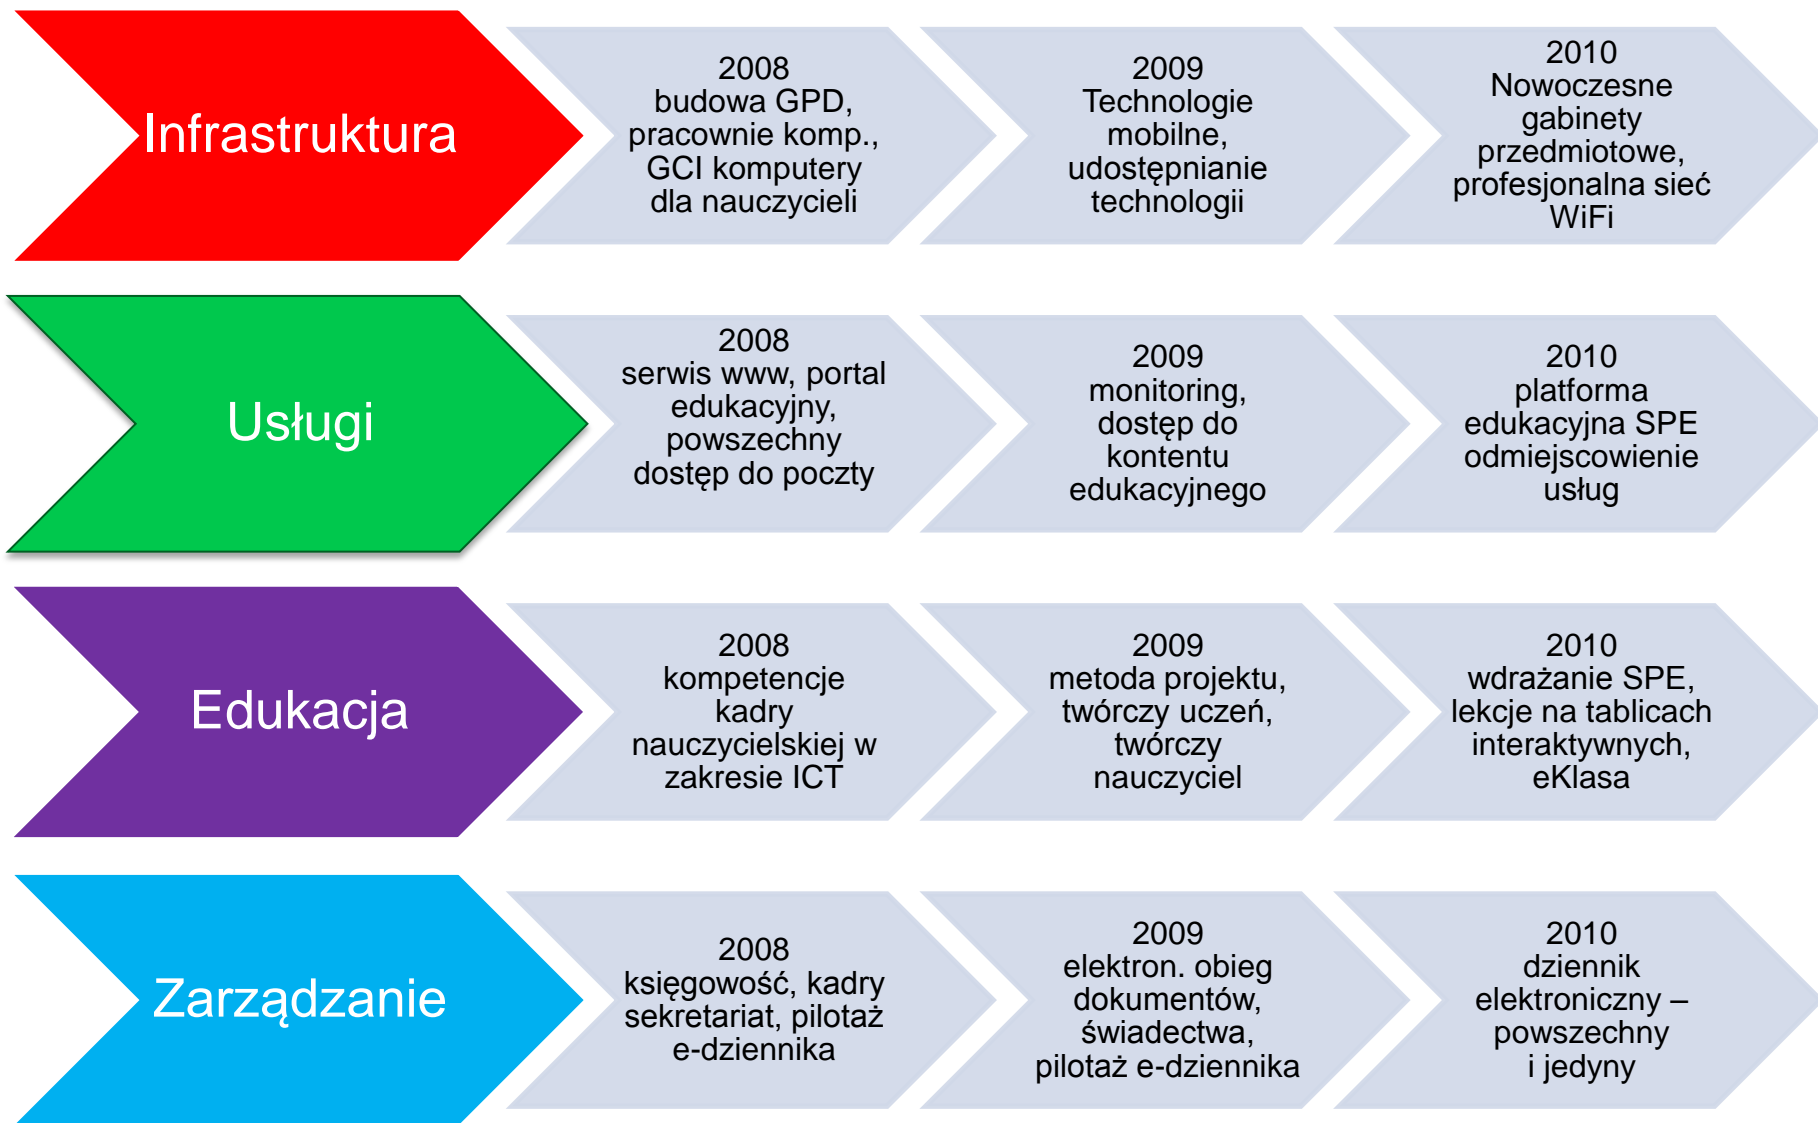 Infrastruktura
2008
budowa GPD,
pracownie komp.,
GCI komputery
dla nauczycieli
2009
Technologie
mobilne,
udostępnianie
technologii
2010
Nowoczesne
gabinety
przedmiotowe,
profesjonalna sieć
WiFi
Usługi
2008
serwis www, portal
edukacyjny,
powszechny
dostęp do poczty
2009
monitoring,
dostęp do
kontentu
edukacyjnego
2010
platforma
edukacyjna SPE
odmiejscowienie
usług
Edukacja
2008
kompetencje
kadry
nauczycielskiej w
zakresie ICT
2009
metoda projektu,
twórczy uczeń,
twórczy
nauczyciel
2010
wdrażanie SPE,
lekcje na tablicach
interaktywnych,
eKlasa
Zarządzanie
2008
księgowość, kadry
sekretariat, pilotaż
e-dziennika
2009
elektron. obieg
dokumentów,
świadectwa,
pilotaż e-dziennika
2010
dziennik
elektroniczny –
powszechny
i jedyny